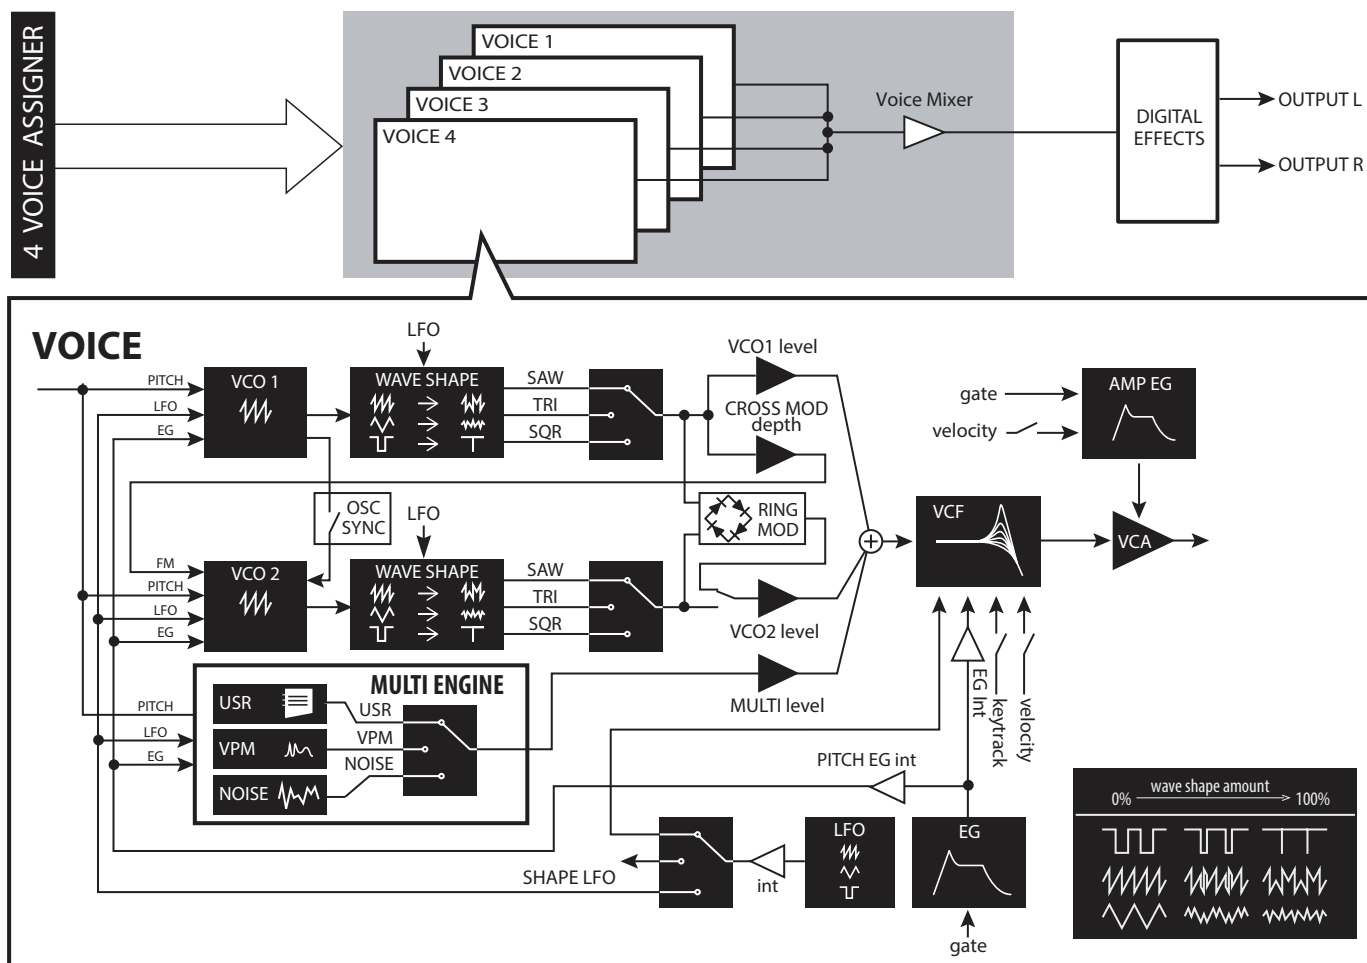 4 VOICE ASSIGNER
VOICE 1
VOICE 2
VOICE 3
VOICE 4
Voice Mixer
DIGITAL
EFFECTS
OUTPUT L
OUTPUT R
VOICE
PITCH
LFO
EG
VCO 1
LFO
WAVE SHAPE
SAW
TRI
SQR
VCO1 level
CROSS MOD
depth
gate
velocity
AMP EG
OSC
SYNC
LFO
RING
MOD
VCF
VCA
FM
PITCH
LFO
EG
VCO 2
WAVE SHAPE
SAW
TRI
SQR
VCO2 level
MULTI ENGINE
PITCH
LFO
EG
USR
VPM
NOISE
USR
VPM
NOISE
MULTI level
EG Int
keytrack
velocity
PITCH EG int
SHAPE LFO
int
LFO
EG
gate
wave shape amount
0%
100%